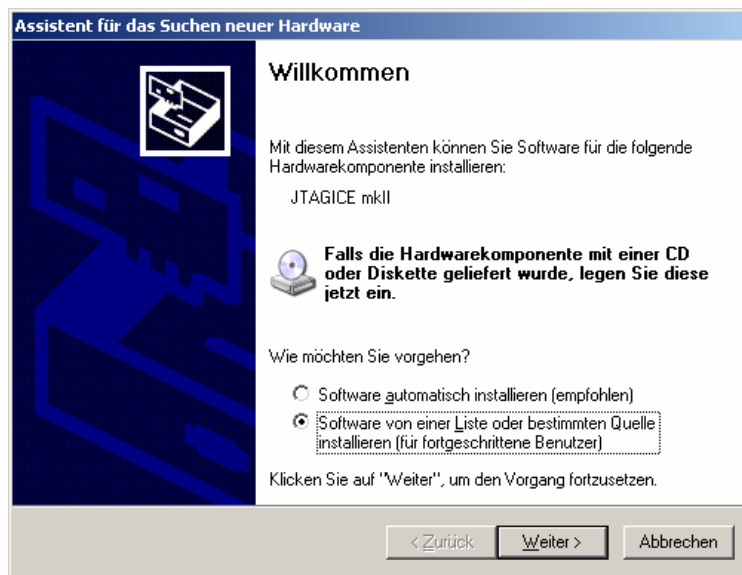 Assistent für das Suchen neuer Hardware
Willkommen
Mit diesem Assistenten können Sie Software für die folgende
Hardwarekomponente installieren:
JTAGICE mkII
Falls die Hardwarekomponente mit einer CD
oder Diskette geliefert wurde, legen Sie diese
jetzt ein.
Wie möchten Sie vorgehen?
Software automatisch installieren (empfohlen)
Software von einer Liste oder bestimmten Quelle
installieren (für fortgeschrittene Benutzer)
Klicken Sie auf "Weiter", um den Vorgang fortzusetzen.
< Zurück Weiter > Abbrechen